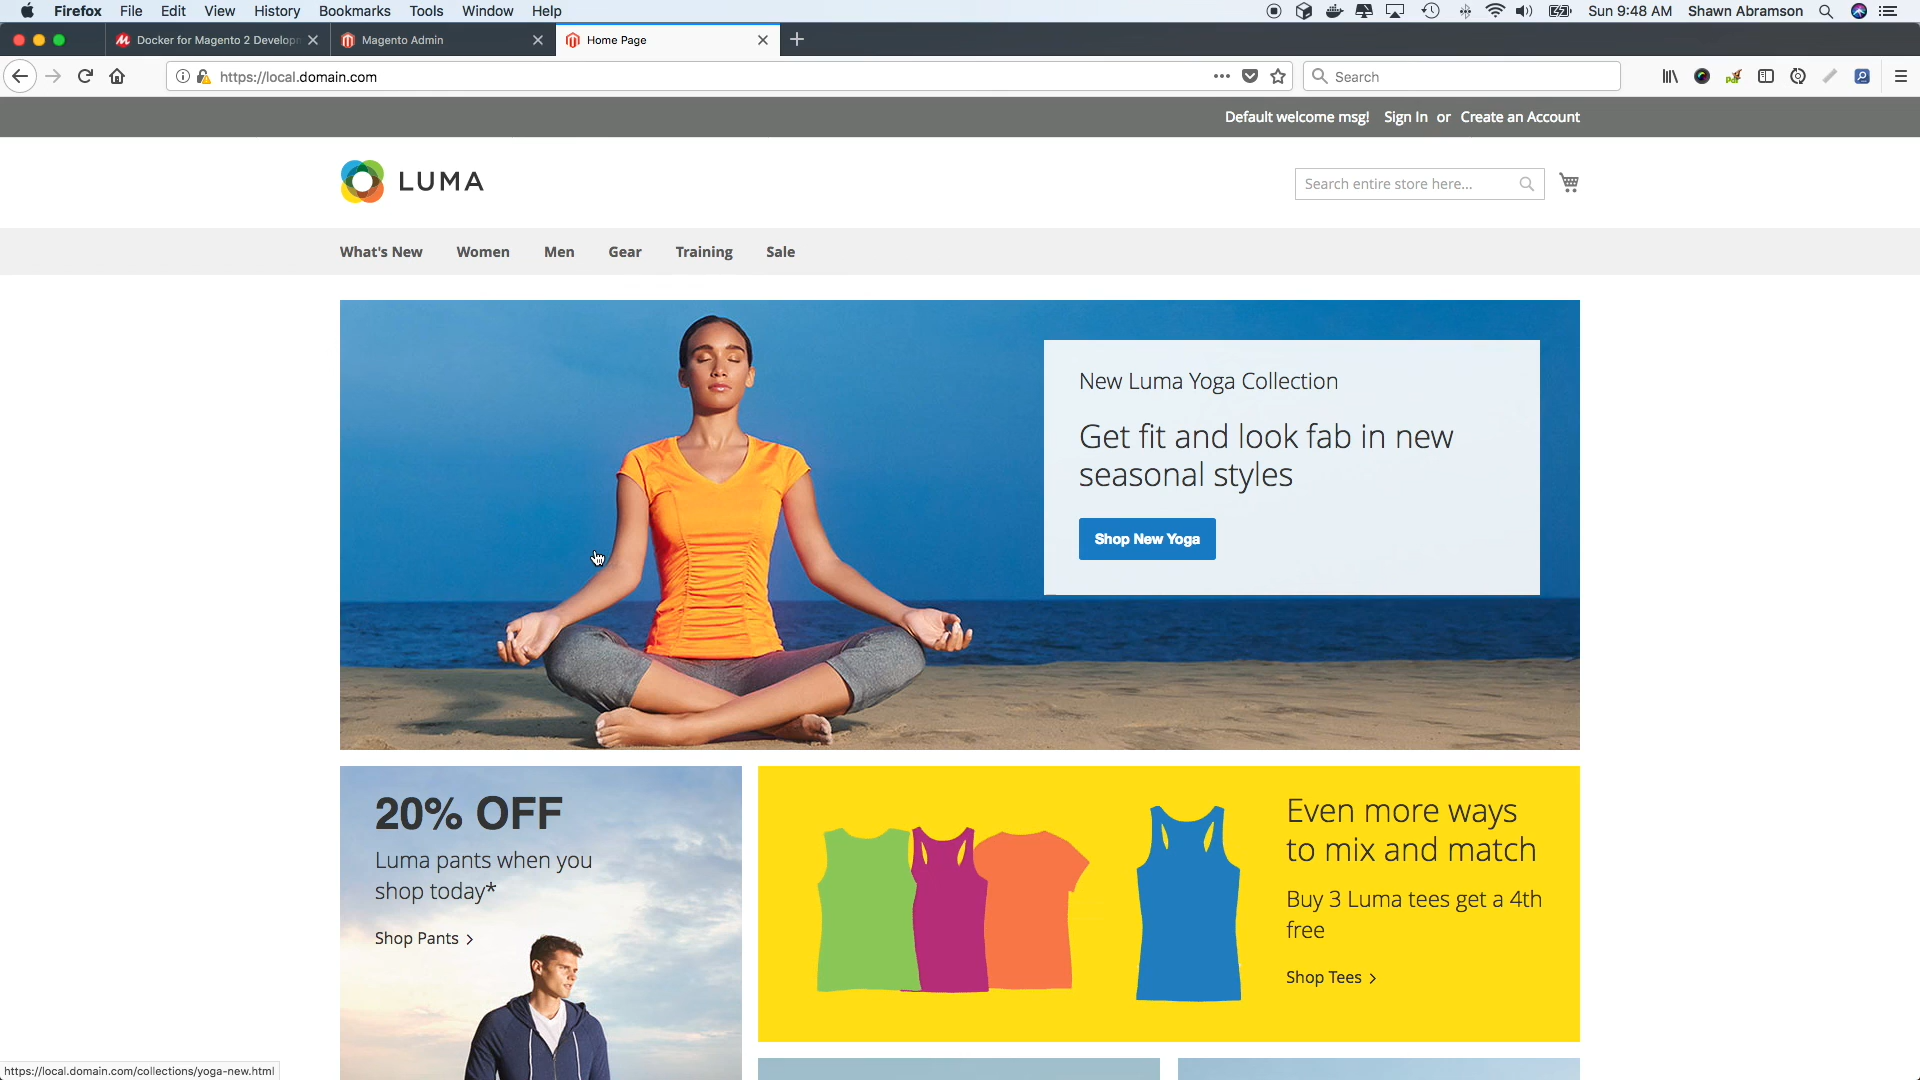 Firefox File Edit View History Bookmarks Tools Window Help
Sun 9:48 AM Shawn Abramson
Docker for Magento 2 Develop
Magento Admin
Home Page
https://local.domain.com
Search
Default welcome msg! Sign In or Create an Account
LUMA
Search entire store here...
What's New Women Men Gear Training Sale
New Luma Yoga Collection
Get fit and look fab in new
seasonal styles
Shop New Yoga
20% OFF
Luma pants when you
shop today*
Shop Pants >
Even more ways
to mix and match
Buy 3 Luma tees get a 4th
free
Shop Tees >
https://local.domain.com/collections/yoga-new.html